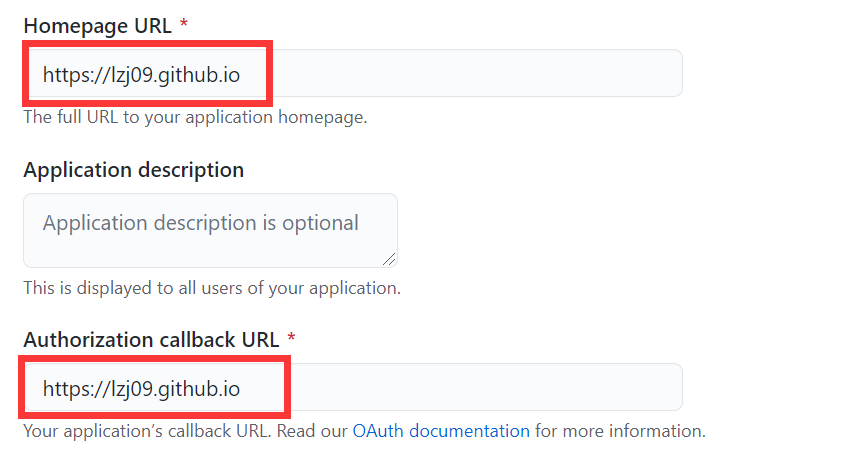 Homepage URL *
https://lzj09.github.io
The full URL to your application homepage.
Application description
Application description is optional
This is displayed to all users of your application.
Authorization callback URL *
https://lzj09.github.io
Your application’s callback URL. Read our OAuth documentation for more information.